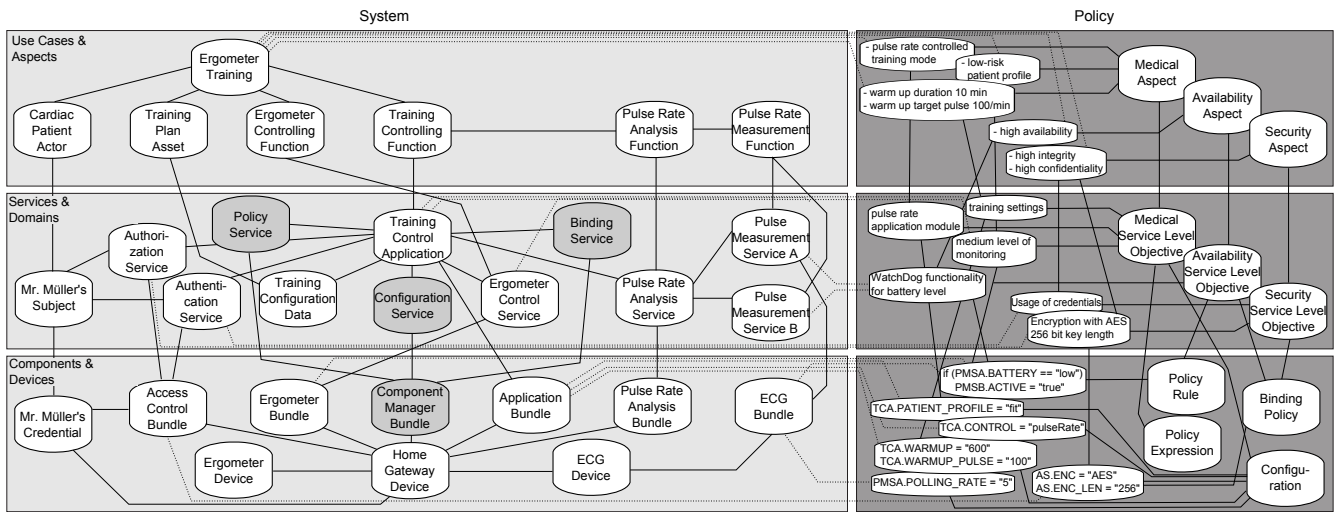 System
Policy
Use Cases &
Aspects
Ergometer
Training
Cardiac
Patient
Actor
Training
Plan
Asset
Ergometer
Controlling
Function
Training
Controlling
Function
Pulse Rate
Analysis
Function
Pulse Rate
Measurement
Function
- pulse rate controlled
training mode
- low-risk
patient profile
- warm up duration 10 min
- warm up target pulse 100/min
- high availability
- high integrity
- high confidentiality
Medical
Aspect
Availability
Aspect
Security
Aspect
Services &
Domains
Authori-
zation
Service
Policy
Service
Training
Control
Application
Binding
Service
Pulse
Measurement
Service A
Mr. Müller's
Subject
Authenti-
cation
Service
Training
Configuration
Data
Configuration
Service
Ergometer
Control
Service
Pulse Rate
Analysis
Service
Pulse
Measurement
Service B
pulse rate
application module
training settings
medium level of
monitoring
WatchDog functionality
for battery level
Usage of credentials
Encryption with AES
256 bit key length
Medical
Service Level
Objective
Availability
Service Level
Objective
Security
Service Level
Objective
Components &
Devices
Mr. Müller's
Credential
Access
Control
Bundle
Ergometer
Bundle
Component
Manager
Bundle
Application
Bundle
Pulse Rate
Analysis
Bundle
ECG
Bundle
Ergometer
Device
Home
Gateway
Device
ECG
Device
if (PMSA.BATTERY == "low")
PMSB.ACTIVE = "true"
TCA.PATIENT_PROFILE = "fit"
TCA.CONTROL = "pulseRate"
TCA.WARMUP = "600"
TCA.WARMUP_PULSE = "100"
PMSA.POLLING_RATE = "5"
AS.ENC = "AES"
AS.ENC_LEN = "256"
Policy
Rule
Policy
Expression
Binding
Policy
Configu-
ration